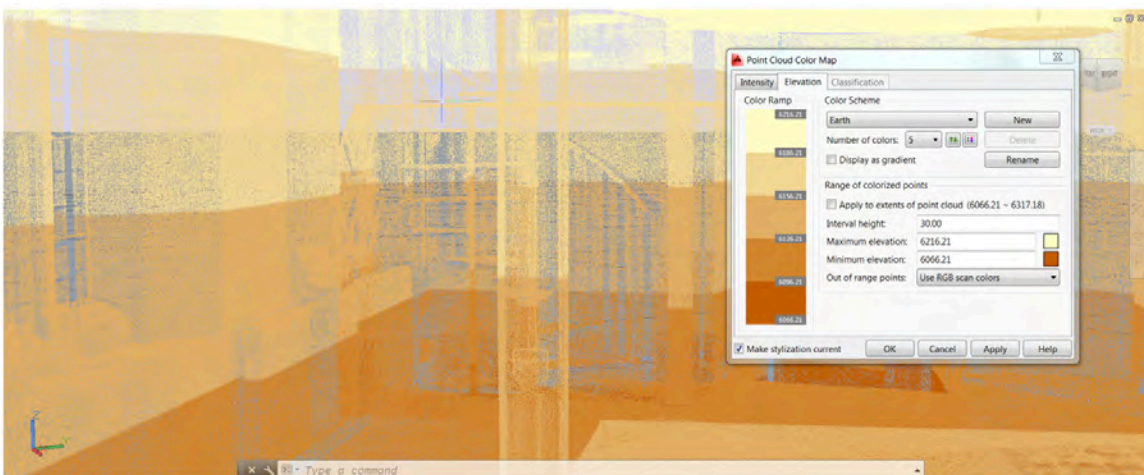 Point Cloud Color Map
Intensity Elevation Classification
Color Ramp
6216.21
6186.21
6156.21
6126.21
6096.21
6066.21
Color Scheme
Earth New
Number of colors: 5 Delete
Display as gradient Rename
Range of colorized points
Apply to extents of point cloud (6066.21 ~ 6317.18)
Interval height: 30.00
Maximum elevation: 6216.21
Minimum elevation: 6066.21
Out of range points: Use RGB scan colors
Make stylization current OK Cancel Apply Help
RIGHT
Z
Type a command